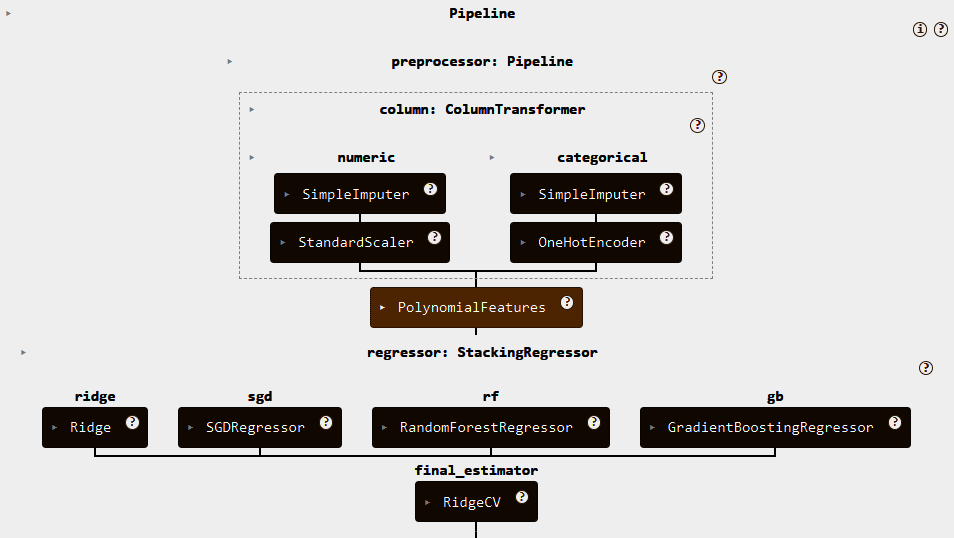 Pipeline
i ?
preprocessor: Pipeline
?
column: ColumnTransformer
?
numeric categorical
SimpleImputer ? SimpleImputer ?
StandardScaler ? OneHotEncoder ?
PolynomialFeatures ?
regressor: StackingRegressor
?
ridge sgd rf gb
Ridge ? SGDRegressor ? RandomForestRegressor ? GradientBoostingRegressor ?
final_estimator
RidgeCV ?